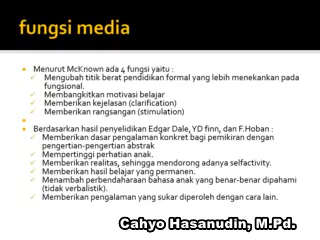 fungsi media
Menurut McKnown ada 4 fungsi yaitu :
Mengubah titik berat pendidikan formal yang lebih menekankan pada
fungsional.
Membangkitkan motivasi belajar
Memberikan kejelasan (clarification)
Memberikan rangsangan (stimulation)
Berdasarkan hasil penyelidikan Edgar Dale, YD finn, dan F.Hoban :
Memberikan dasar pengalaman konkret bagi pemikiran dengan
pengertian-pengertian abstrak
Mempertinggi perhatian anak.
Memberikan realitas, sehingga mendorong adanya selfactivity.
Memberikan hasil belajar yang permanen.
Menambah perbendaharaan bahasa anak yang benar-benar dipahami
(tidak verbalistik).
Memberikan pengalaman yang sukar diperoleh dengan cara lain.
Cahyo Hasanudin, M.Pd.